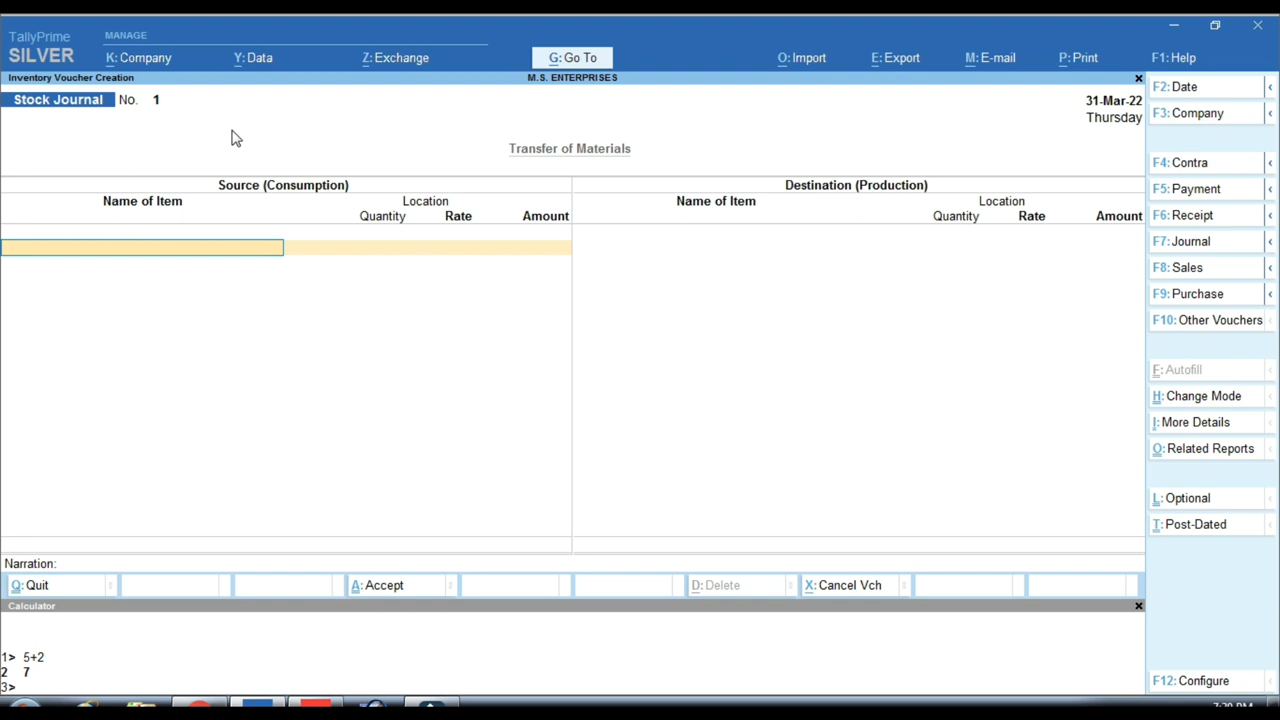 TallyPrime MANAGE
SILVER K: Company Y: Data Z: Exchange G: Go To O: Import E: Export M: E-mail P: Print F1: Help
Inventory Voucher Creation M.S. ENTERPRISES
Stock Journal No. 1 31-Mar-22
Thursday
Transfer of Materials
Source (Consumption) Destination (Production)
Name of Item Location Name of Item Location
Quantity Rate Amount Quantity Rate Amount
Narration:
Q: Quit A: Accept D: Delete X: Cancel Vch
Calculator
1> 5+2
2 7
3>
F2: Date
F3: Company
F4: Contra
F5: Payment
F6: Receipt
F7: Journal
F8: Sales
F9: Purchase
F10: Other Vouchers
F: Autofill
H: Change Mode
I: More Details
O: Related Reports
L: Optional
T: Post-Dated
F12: Configure